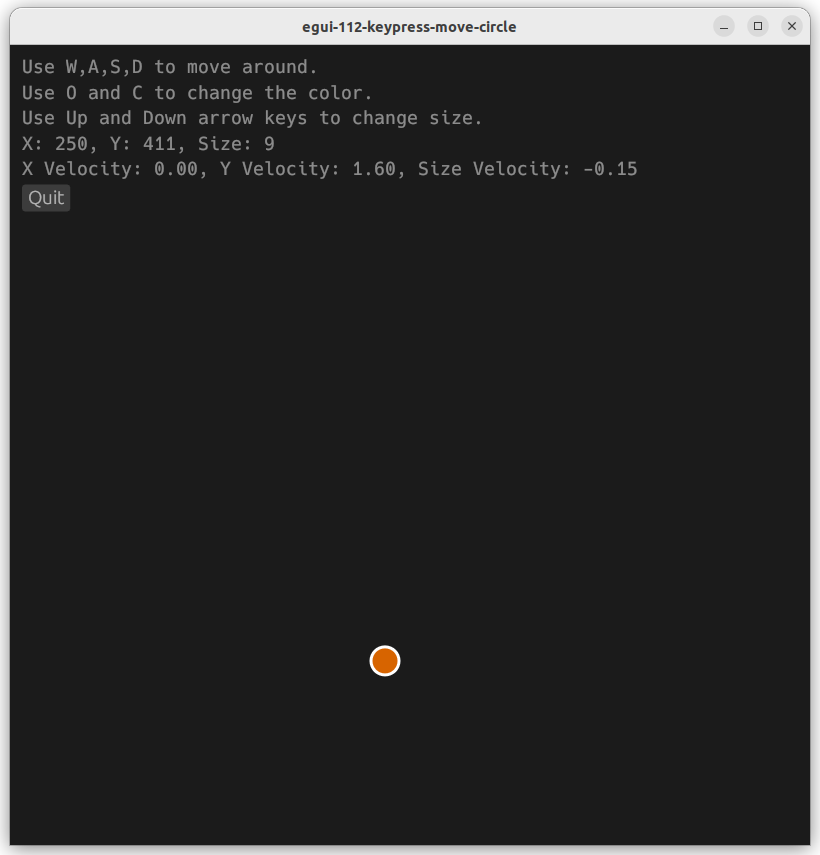 egui-112-keypress-move-circle
Use W,A,S,D to move around.
Use O and C to change the color.
Use Up and Down arrow keys to change size.
X: 250, Y: 411, Size: 9
X Velocity: 0.00, Y Velocity: 1.60, Size Velocity: -0.15
Quit